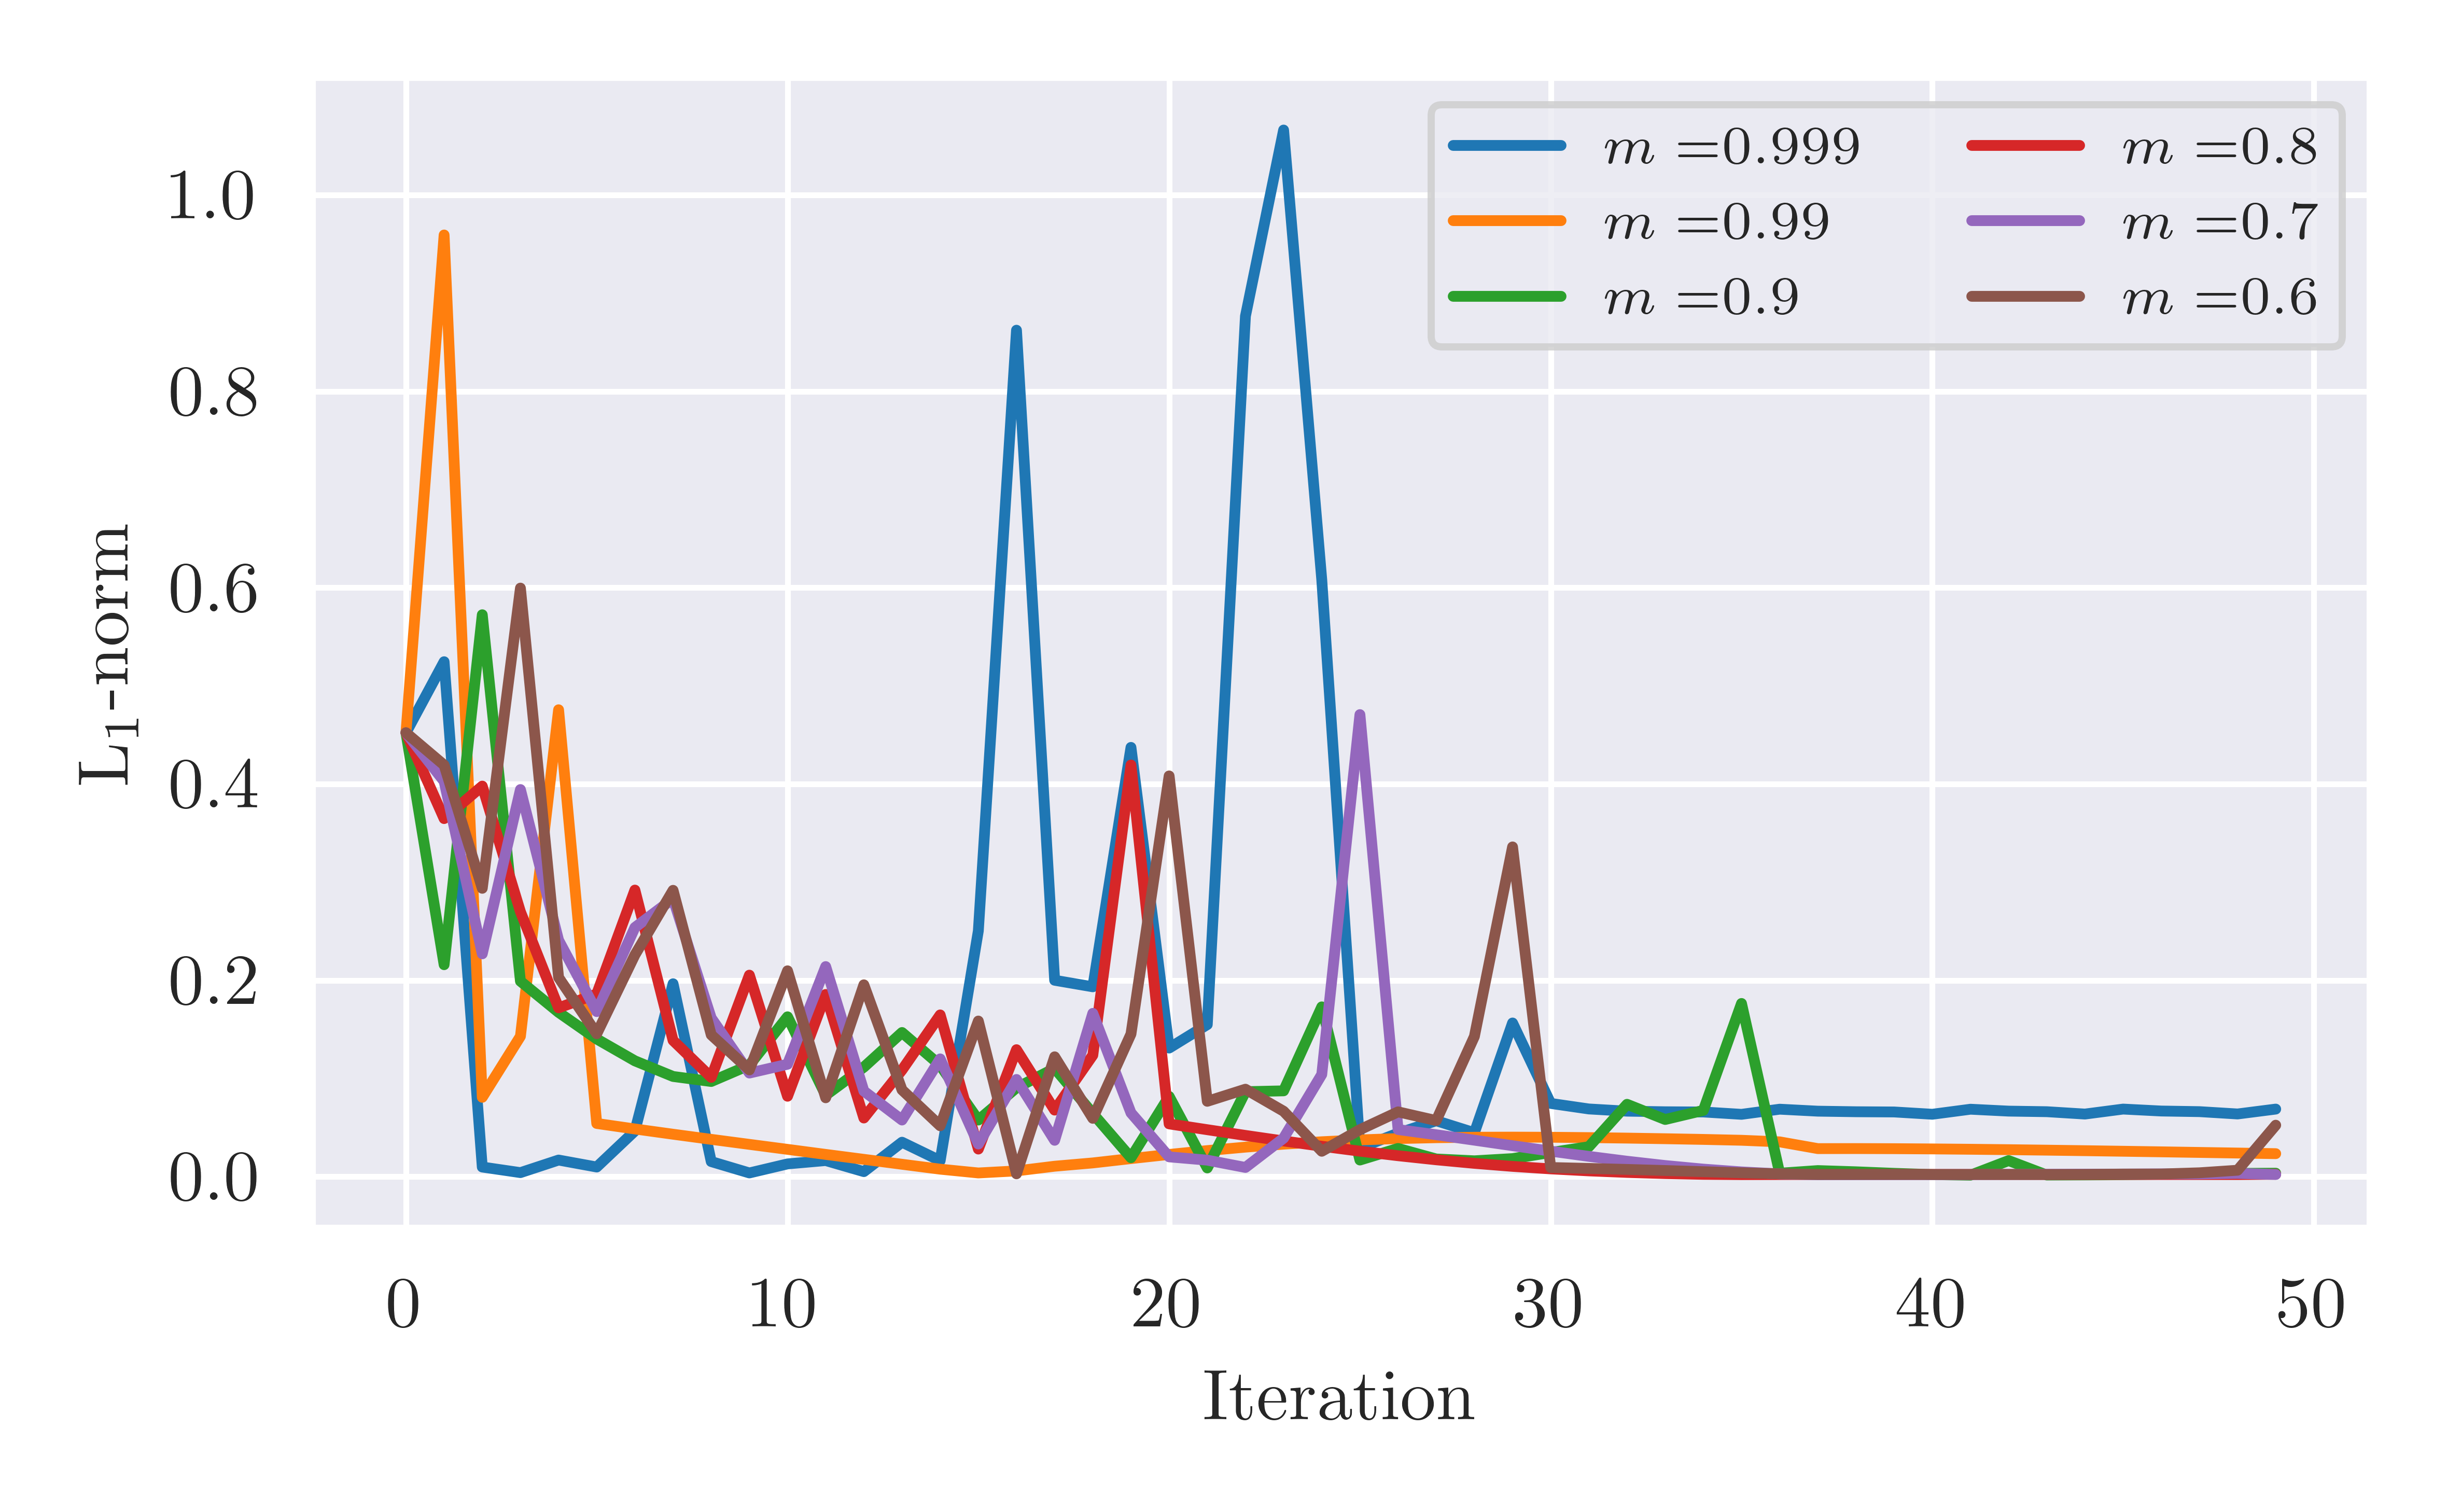 L1-norm
1.0
0.8
0.6
0.4
0.2
0.0
m =0.999
m =0.99
m =0.9
m =0.8
m =0.7
m =0.6
0 10 20 30 40 50
Iteration